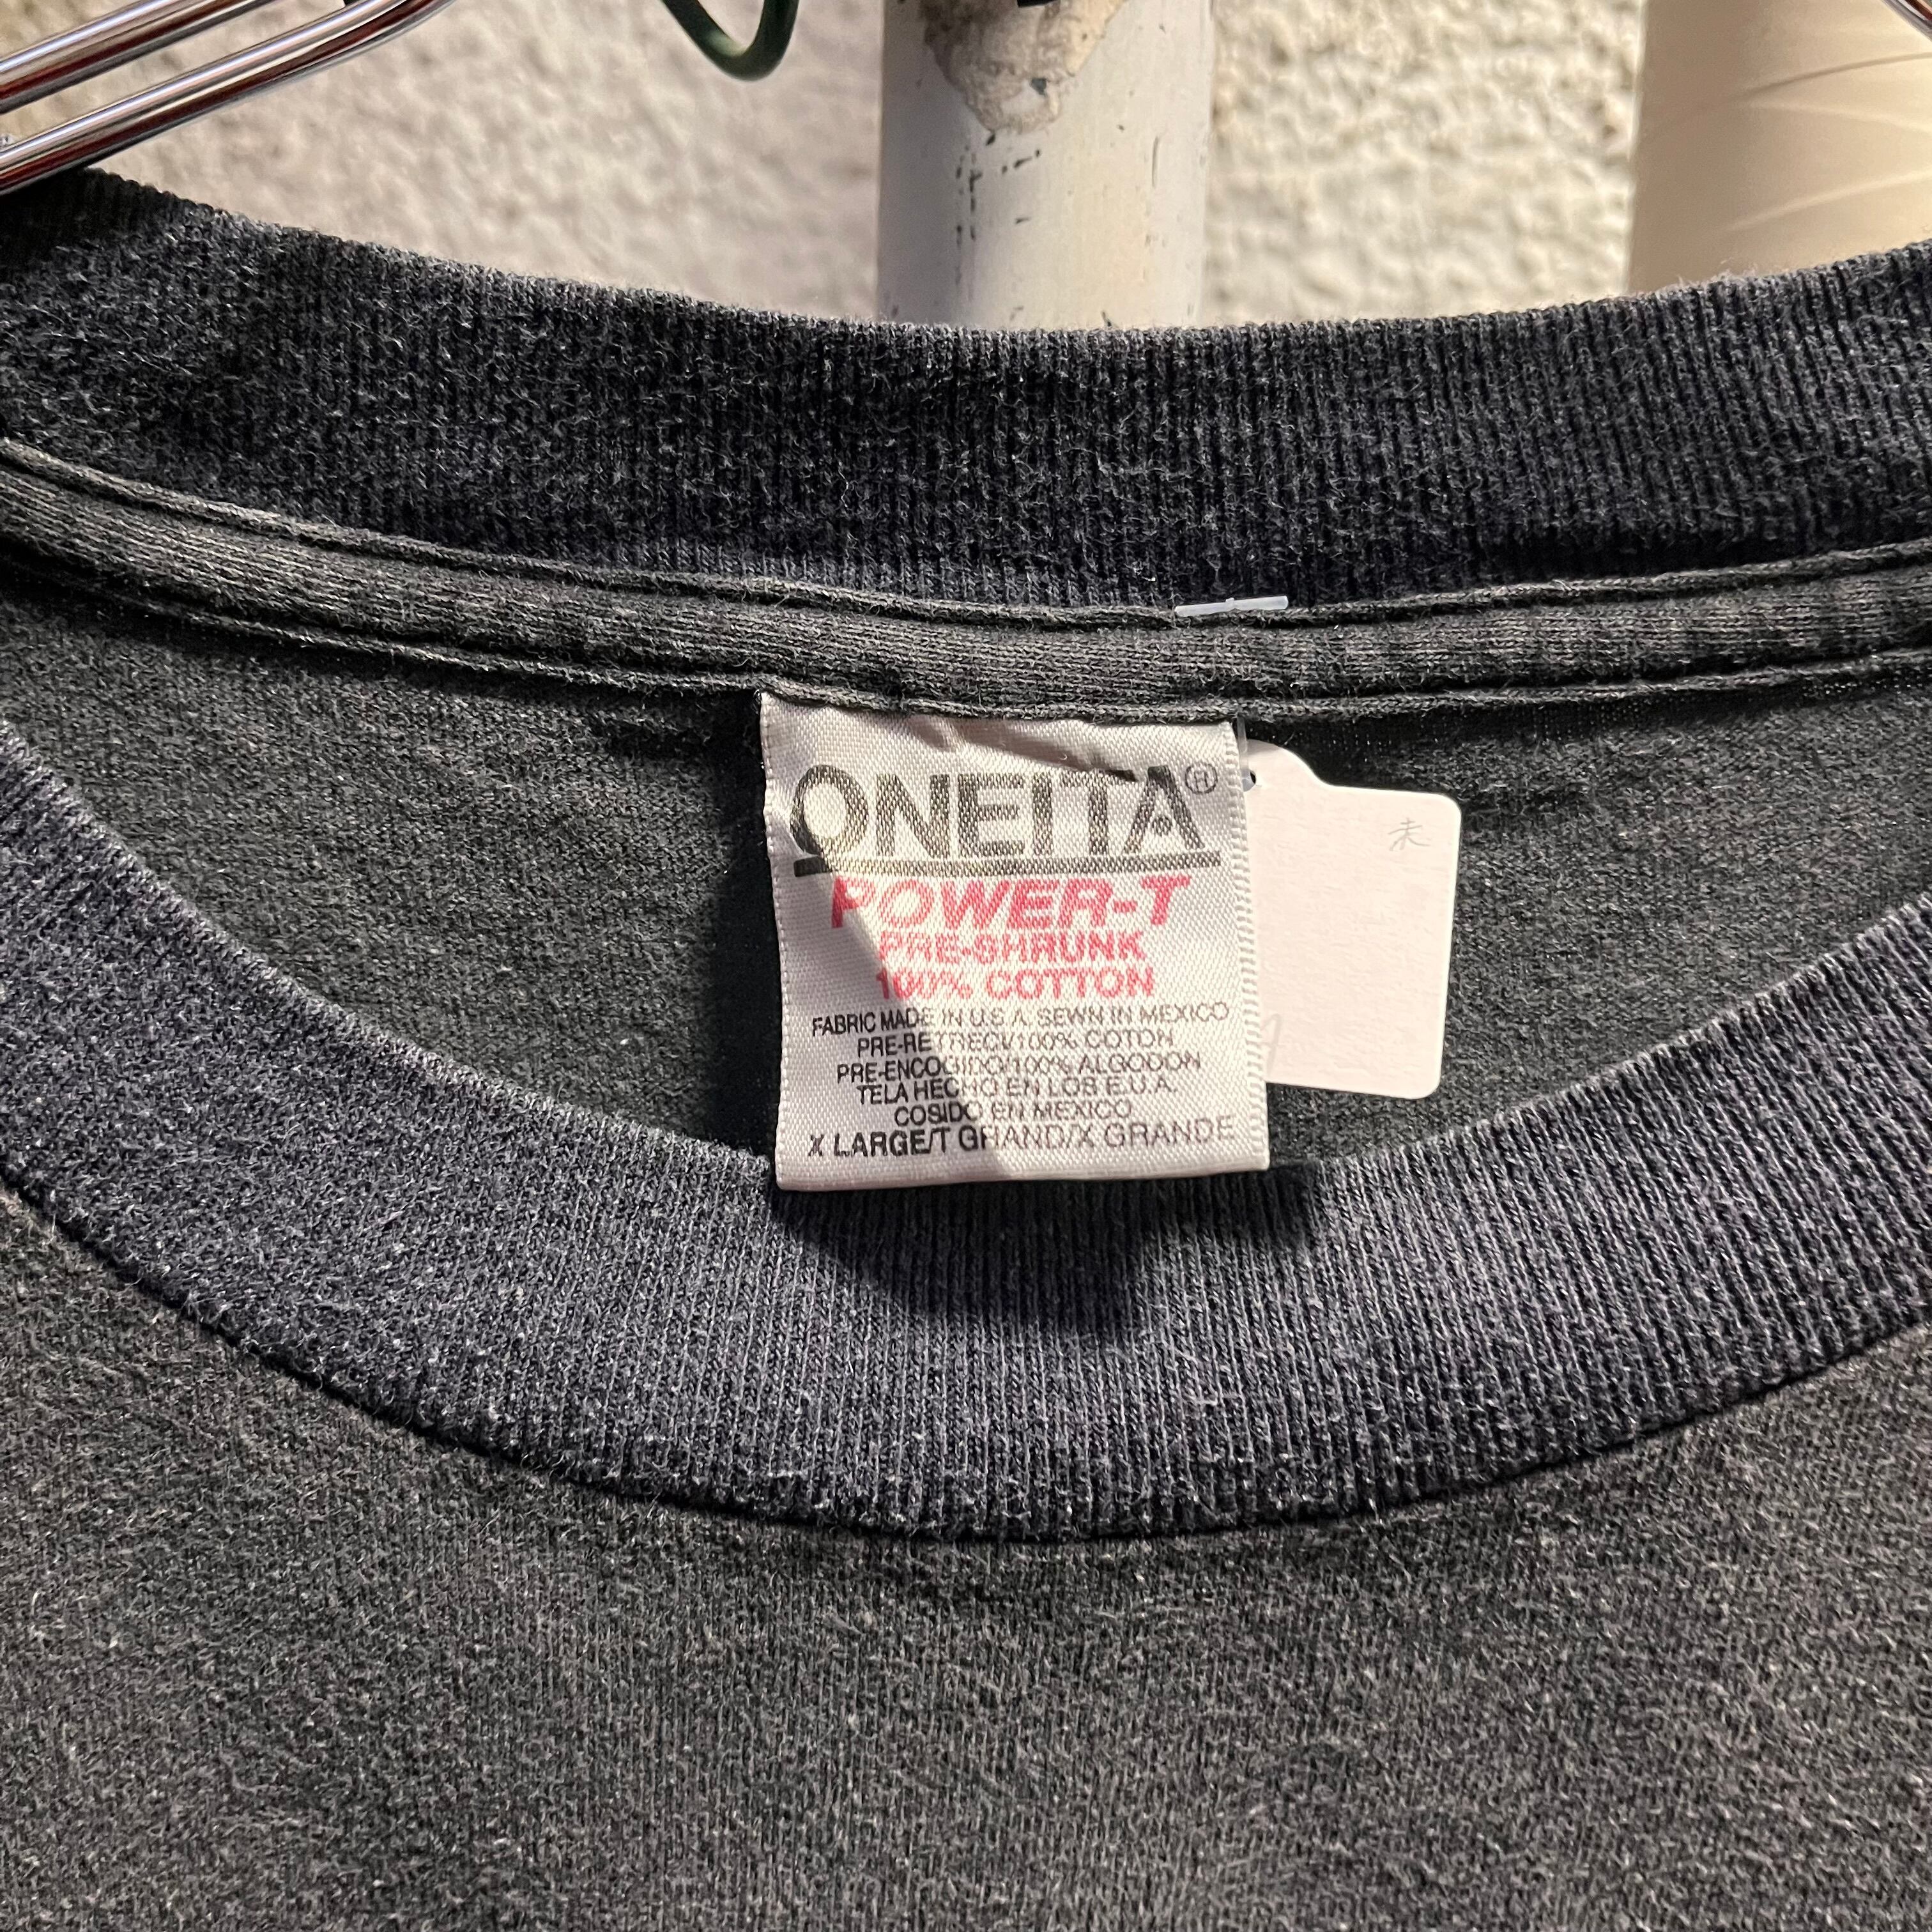 ONEITA®
POWER-T
PRE-SHRUNK
100% COTTON
FABRIC MADE IN U.S.A. SEWN IN MEXICO
PRE-RETRECI/100% COTON
PRE-ENCOGIDO/100% ALGODON
TELA HECHO EN LOS E.U.A.
COSIDO EN MEXICO
X LARGE/T GRAND/X GRANDE
未